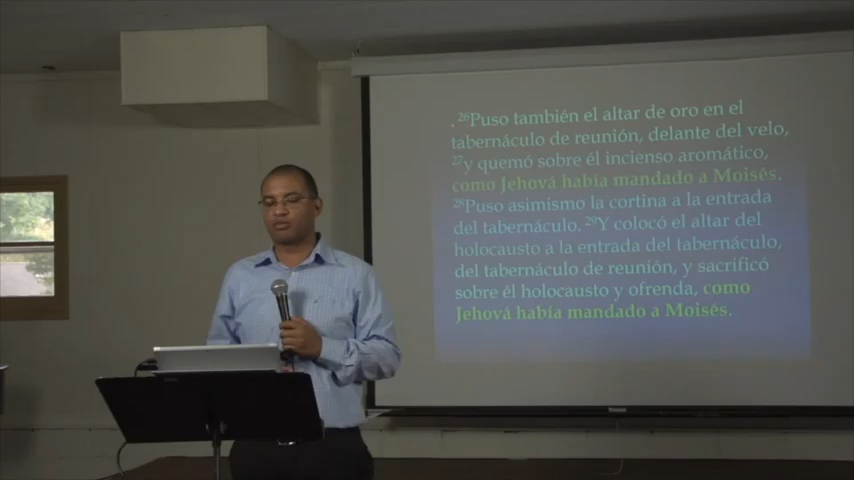 . ²⁶Puso también el altar de oro en el
tabernáculo de reunión, delante del velo,
²⁷y quemó sobre él incienso aromático,
como Jehová había mandado a Moisés.
²⁸Puso asimismo la cortina a la entrada
del tabernáculo. ²⁹Y colocó el altar del
holocausto a la entrada del tabernáculo,
del tabernáculo de reunión, y sacrificó
sobre él holocausto y ofrenda, como
Jehová había mandado a Moisés.